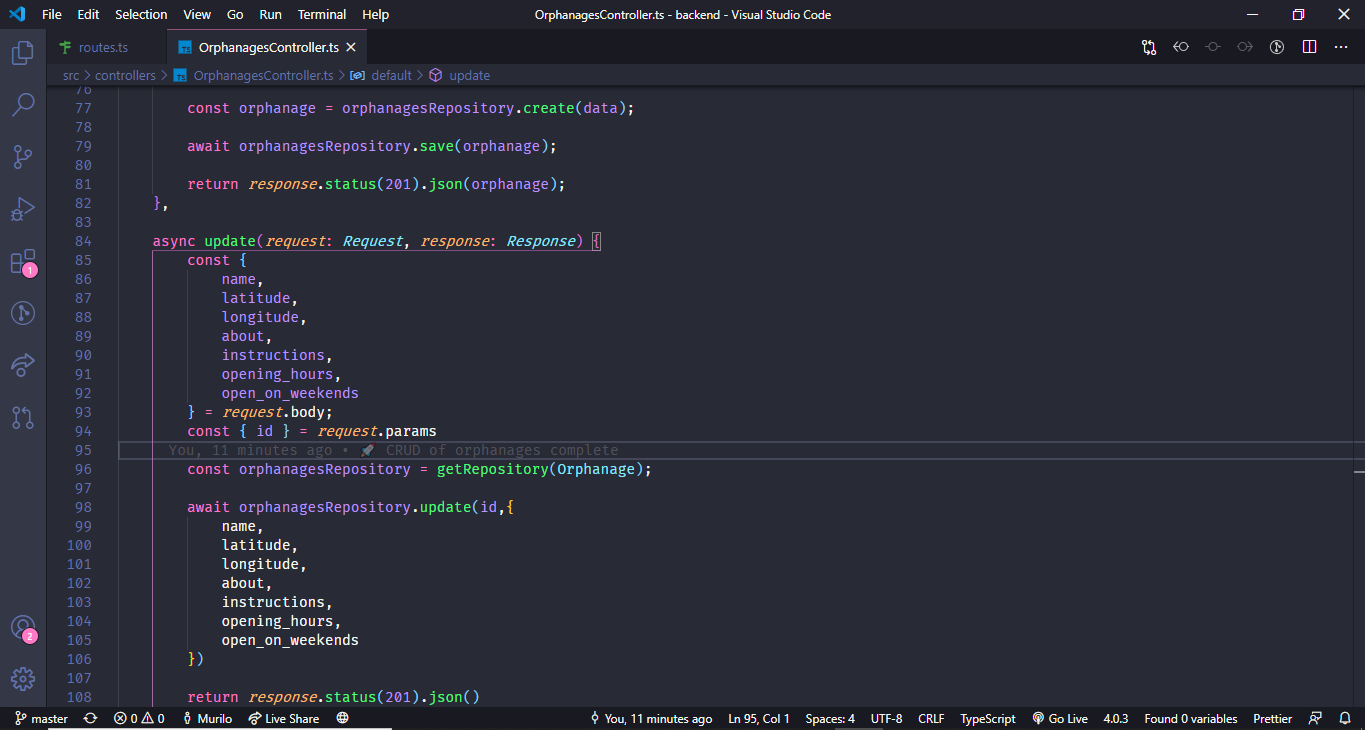 File Edit Selection View Go Run Terminal Help OrphanagesController.ts - backend - Visual Studio Code
routes.ts TS OrphanagesController.ts
src > controllers > TS OrphanagesController.ts > default > update
76
77 const orphanage = orphanagesRepository.create(data);
78
79 await orphanagesRepository.save(orphanage);
80
81 return response.status(201).json(orphanage);
82 },
83
84 async update(request: Request, response: Response) {
85 const {
86 name,
87 latitude,
88 longitude,
89 about,
90 instructions,
91 opening_hours,
92 open_on_weekends
93 } = request.body;
94 const { id } = request.params
95 You, 11 minutes ago • 🚀 CRUD of orphanages complete
96 const orphanagesRepository = getRepository(Orphanage);
97
98 await orphanagesRepository.update(id,{
99 name,
100 latitude,
101 longitude,
102 about,
103 instructions,
104 opening_hours,
105 open_on_weekends
106 })
107
108 return response.status(201).json()
1
2
master 0 0 Murilo Live Share You, 11 minutes ago Ln 95, Col 1 Spaces: 4 UTF-8 CRLF TypeScript Go Live 4.0.3 Found 0 variables Prettier